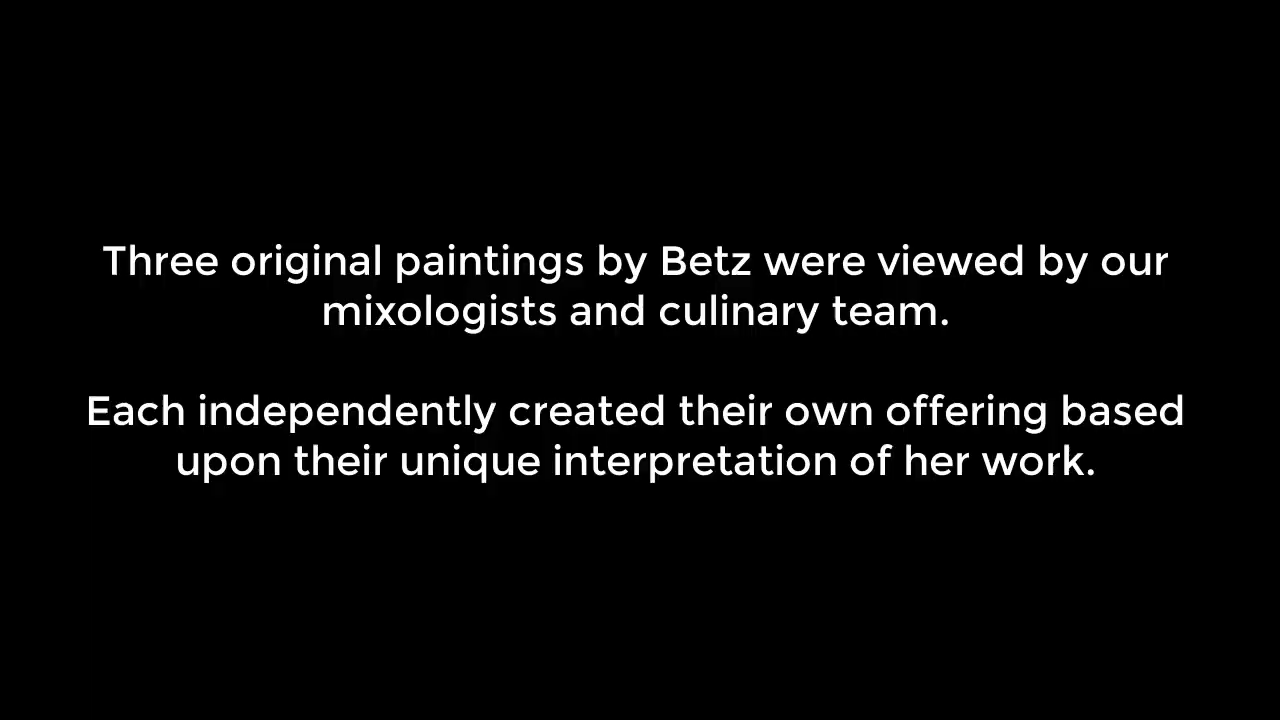 Three original paintings by Betz were viewed by our
mixologists and culinary team.
Each independently created their own offering based
upon their unique interpretation of her work.